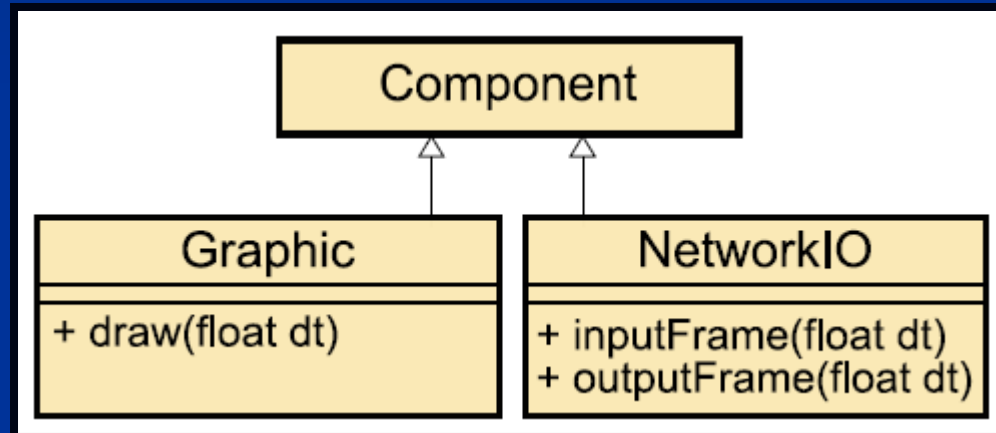 Component
Graphic
+ draw(float dt)
NetworkIO
+ inputFrame(float dt)
+ outputFrame(float dt)